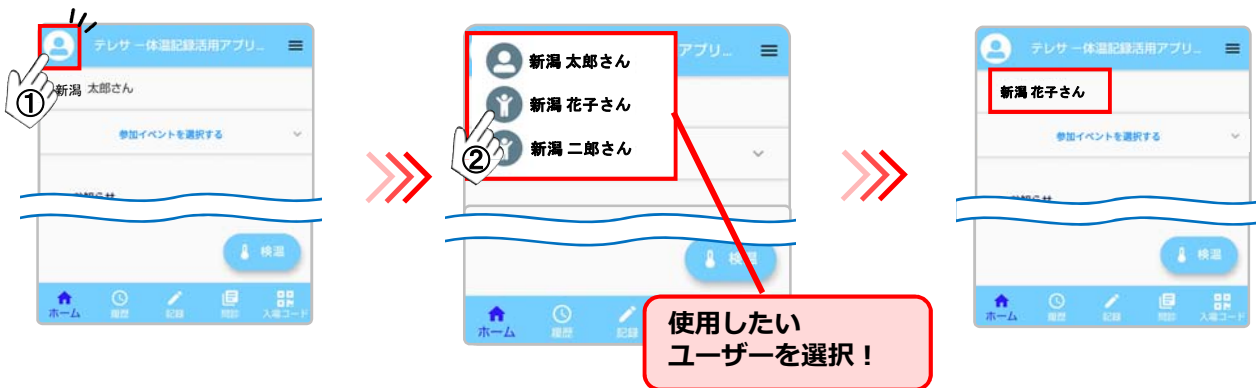 テレサ ー体温記録活用アプリ...
①
新潟 太郎さん
参加イベントを選択する
検温
ホーム
履歴
記録
問診
入場コード
アプリ...
新潟 太郎さん
新潟 花子さん
新潟 二郎さん
②
検温
ホーム
履歴
記録
使用したい
ユーザーを選択！
テレサ ー体温記録活用アプリ...
新潟 花子さん
参加イベントを選択する
検温
ホーム
履歴
記録
問診
入場コード